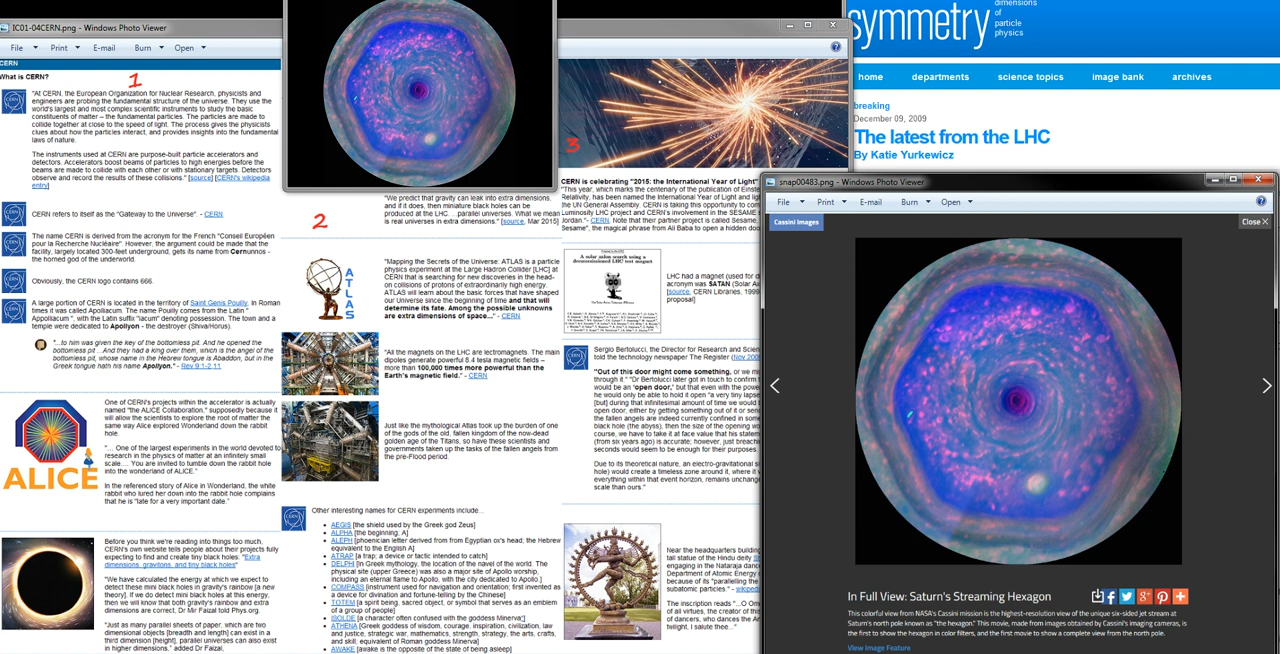 IC01-04CERN.png - Windows Photo Viewer
File Print E-mail Burn Open
CERN
What is CERN?
1
"At CERN, the European Organization for Nuclear Research, physicists and
engineers are probing the fundamental structure of the universe. They use the
world's largest and most complex scientific instruments to study the basic
constituents of matter – the fundamental particles. The particles are made to
collide together at close to the speed of light. The process gives the physicists
clues about how the particles interact, and provides insights into the fundamental
laws of nature.
The instruments used at CERN are purpose-built particle accelerators and
detectors. Accelerators boost beams of particles to high energies before the
beams are made to collide with each other or with stationary targets. Detectors
observe and record the results of these collisions." [source] [CERN's wikipedia
entry]
CERN refers to itself as the "Gateway to the Universe". - CERN
The name CERN is derived from the acronym for the French "Conseil Européen
pour la Recherche Nucléaire". However, the argument could be made that the
facility, largely located 300-feet underground, gets its name from Cernunnos -
the horned god of the underworld.
Obviously, the CERN logo contains 666.
A large portion of CERN is located in the territory of Saint Genis Pouilly. In Roman
times it was called Apolliacum. The name Pouilly comes from the Latin "
Appolliacum ", with the Latin suffix "iacum" denoting possession. The town and a
temple were dedicated to Apollyon - the destroyer (Shiva/Horus).
"...to him was given the key of the bottomless pit. And he opened the
bottomless pit ...And they had a king over them, which is the angel of the
bottomless pit, whose name in the Hebrew tongue is Abaddon, but in the
Greek tongue hath his name Apollyon." - Rev 9:1-2,11
ALICE
One of CERN's projects within the accelerator is actually
named "the ALICE Collaboration," supposedly because it
will allow the scientists to explore the root of matter the
same way Alice explored Wonderland down the rabbit
hole.
"... One of the largest experiments in the world devoted to
research in the physics of matter at an infinitely small
scale.... You are invited to tumble down the rabbit hole
into the wonderland of ALICE."
In the referenced story of Alice in Wonderland, the white
rabbit who lured her down into the rabbit hole complains
that he is "late for a very important date."
Before you think we're reading into things too much,
CERN's own website tells people about their projects fully
expecting to find and create tiny black holes. "Extra
dimensions, gravitons, and tiny black holes"
"We have calculated the energy at which we expect to
detect these mini black holes in gravity's rainbow [a new
theory]. If we do detect mini black holes at this energy,
then we will know that both gravity's rainbow and extra
dimensions are correct. Dr Mir Faizal told Phys.org.
"Just as many parallel sheets of paper, which are two
dimensional objects [breadth and length] can exist in a
third dimension [height], parallel universes can also exist
in higher dimensions." added Dr Faizal,
2
"We predict that gravity can leak into extra dimensions,
and if it does, then miniature black holes can be
produced at the LHC. ...parallel universes. What we mean
is real universes in extra dimensions." [source, Mar 2015]
ATLAS
"Mapping the Secrets of the Universe: ATLAS is a particle
physics experiment at the Large Hadron Collider [LHC] at
CERN that is searching for new discoveries in the head-
on collisions of protons of extraordinarily high energy.
ATLAS will learn about the basic forces that have shaped
our Universe since the beginning of time and that will
determine its fate. Among the possible unknowns
are extra dimensions of space..." - CERN
"All the magnets on the LHC are lectromagnets. The main
dipoles generate powerful 8.4 tesla magnetic fields –
more than 100,000 times more powerful than the
Earth's magnetic field." - CERN
Just like the mythological Atlas took up the burden of one
of the gods of the old, fallen kingdom of the now-dead
golden age of the Titans, so have these scientists and
governments taken up the tasks of the fallen angels from
the pre-Flood period.
Other interesting names for CERN experiments include...
AEGIS [the shield used by the Greek god Zeus]
ALPHA [the beginning, A]
ALEPH [phoenician letter derived from from Egyptian ox's head; the Hebrew
equivalent to the English A]
ATRAP [a trap; a device or tactic intended to catch]
DELPHI [in Greek mythology, the location of the navel of the world. The
physical site (upper Greece) was also a major site of Apollo worship,
including an eternal flame to Apollo, with the city dedicated to Apollo.]
COMPASS [instrument used for navigation and orientation; first invented as
a device for divination and fortune-telling by the Chinese]
TOTEM [a spirit being, sacred object, or symbol that serves as an emblem
of a group of people]
ISOLDE [a character often confused with the goddess Minerva"]
ATHENA [Greek goddess of wisdom, courage, inspiration, civilization, law
and justice, strategic war, mathematics, strength, strategy, the arts, crafts,
and skill, equivalent of Roman goddess Minerva]
AWAKE [awake is the opposite of the state of being asleep]
3
CERN is celebrating "2015: the International Year of Light"
"This year, which marks the centenary of the publication of Einste
Relativity, has been named the International Year of Light and lig
the UN General Assembly. CERN is taking this opportunity to com
Luminosity LHC project and CERN's involvement in the SESAME s
Jordan."- CERN. Note that their partner project is called Sesame.
Sesame", the magical phrase from Ali Baba to open a hidden doo
A solar axion search using a
decommissioned LHC test magnet
LHC had a magnet (used for d
acronym was SATAN (Solar Ax
[source, CERN Libraries, 1999
proposal]
Sergio Bertolucci, the Director for Research and Scien
told the technology newspaper The Register (Nov 200
"Out of this door might come something, or we mi
through it." "Dr Bertolucci later got in touch to confirm t
would be an 'open door,' but that even with the power
he would only be able to hold it open "a very tiny lapse
[but] during that infinitesimal amount of time we would b
open door, either by getting something out of it or send
the fallen angels are indeed currently confined in some
black hole (the abyss), then the size of the opening wo
course, we have to take it at face value that his statem
(from six years ago) is accurate; however, just breachi
seconds would seem to be enough for their purposes.
Due to its theoretical nature, an electro-gravitational s
hole) would create a timeless zone around it, where it w
everything within that event horizon, remains unchang
scale than ours."
Near the headquarters building
tall statue of the Hindu deity S
engaging in the Nataraja dance
Department of Atomic Energy o
because of its "paralleling the
subatomic particles." - wikipedi
The inscription reads "...O Om
of all virtues, the creator of this
of dancers, who dances the An
twilight, I salute thee..."
symmetry
dimensions
of
particle
physics
home departments science topics image bank archives
breaking
December 09, 2009
The latest from the LHC
By Katie Yurkewicz
snap00483.png - Windows Photo Viewer
File Print E-mail Burn Open
Cassini Images
Close X
In Full View: Saturn's Streaming Hexagon
This colorful view from NASA's Cassini mission is the highest-resolution view of the unique six-sided jet stream at
Saturn's north pole known as "the hexagon." This movie, made from images obtained by Cassini's imaging cameras, is
the first to show the hexagon in color filters, and the first movie to show a complete view from the north pole.
View Image Feature